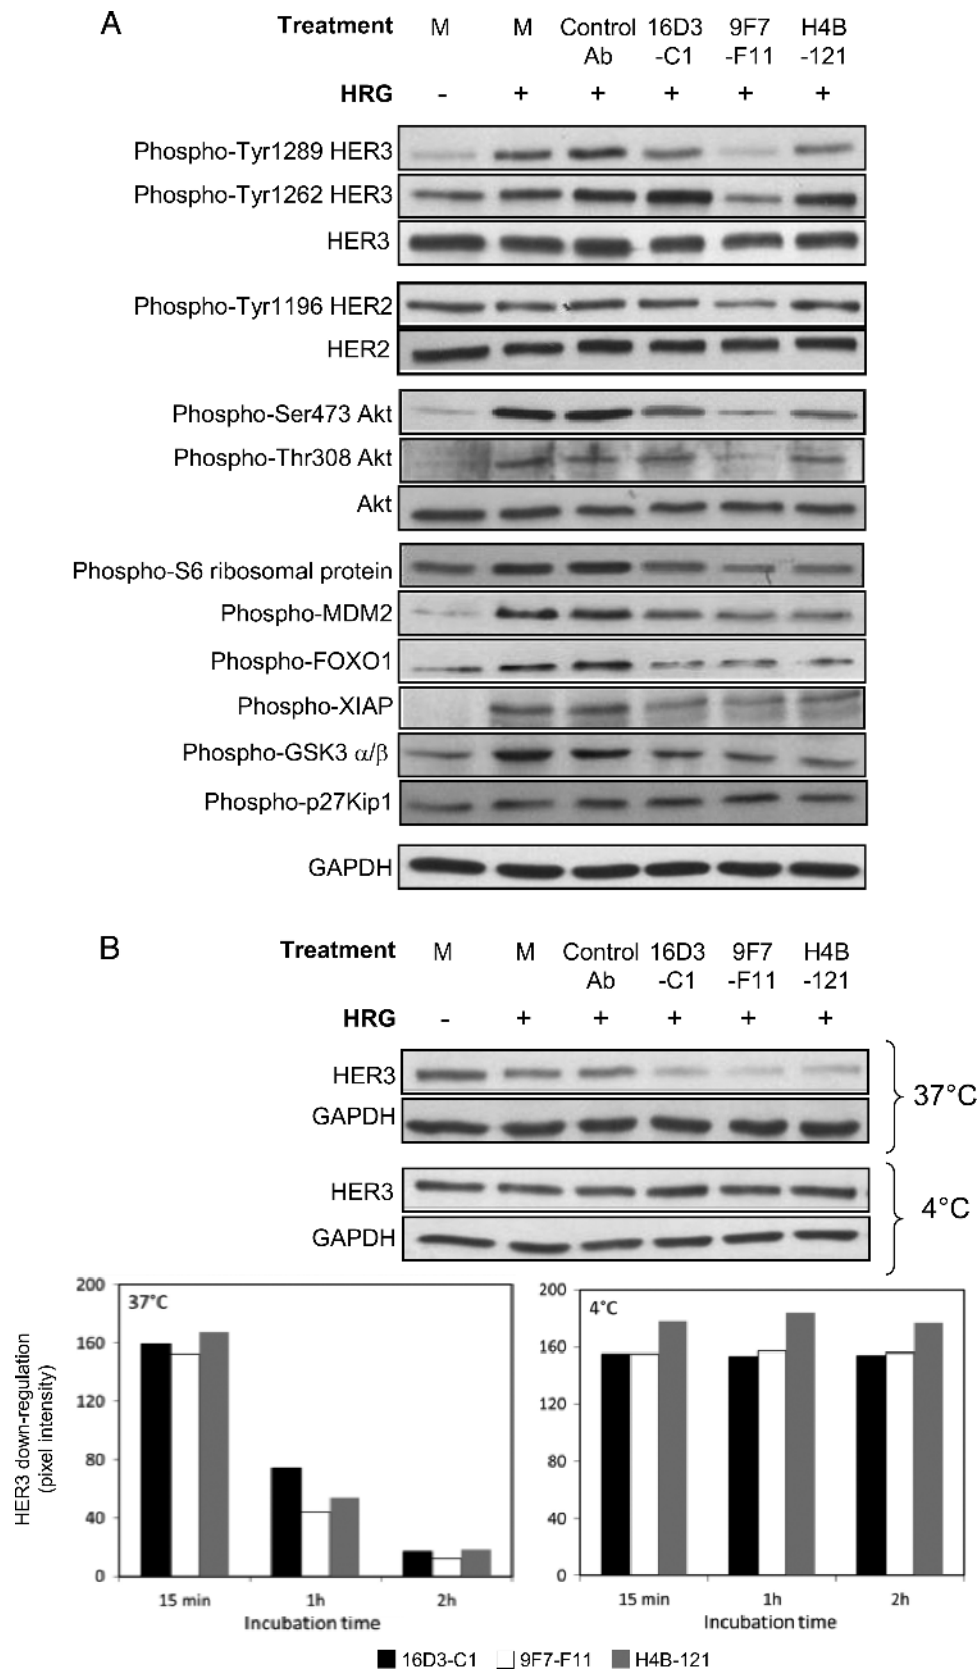 A
Treatment M M Control 16D3 9F7 H4B
Ab -C1 -F11 -121
HRG - + + + + +
Phospho-Tyr1289 HER3
Phospho-Tyr1262 HER3
HER3
Phospho-Tyr1196 HER2
HER2
Phospho-Ser473 Akt
Phospho-Thr308 Akt
Akt
Phospho-S6 ribosomal protein
Phospho-MDM2
Phospho-FOXO1
Phospho-XIAP
Phospho-GSK3 α/β
Phospho-p27Kip1
GAPDH
B
Treatment M M Control 16D3 9F7 H4B
Ab -C1 -F11 -121
HRG - + + + + +
HER3
GAPDH
37°C
HER3
GAPDH
4°C
HER3 down-regulation
(pixel intensity)
200
160
120
80
40
0
37°C
15 min 1h 2h
Incubation time
200
160
120
80
40
0
4°C
15 min 1h 2h
Incubation time
16D3-C1 9F7-F11 H4B-121